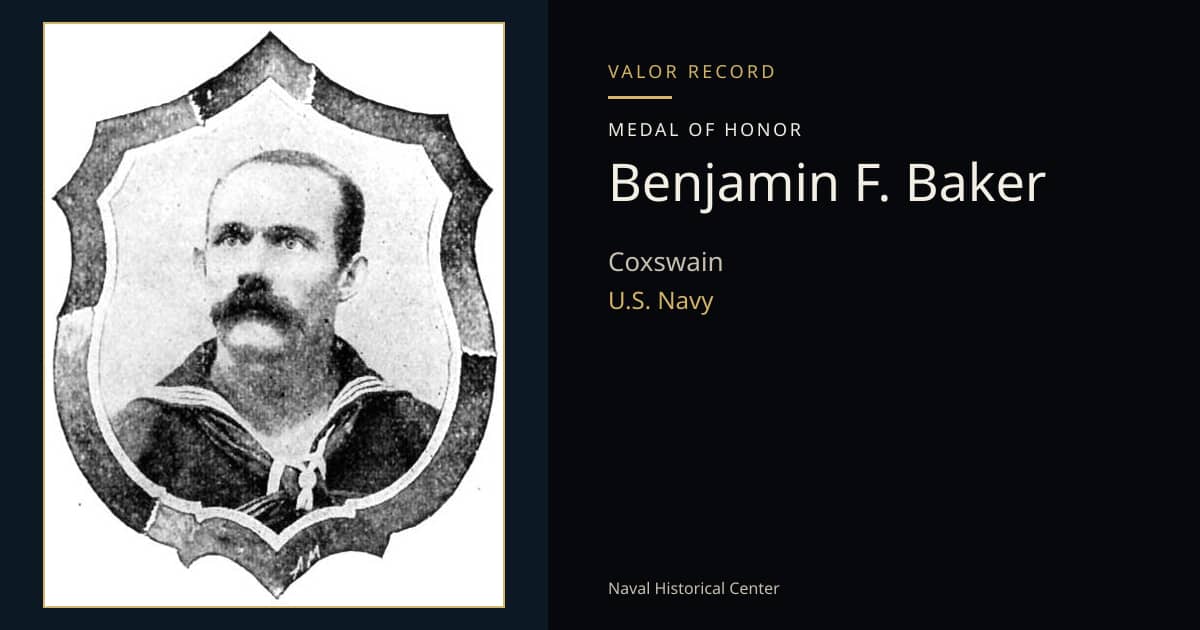 VALOR RECORD
MEDAL OF HONOR
Benjamin F. Baker
Coxswain
U.S. Navy
Naval Historical Center